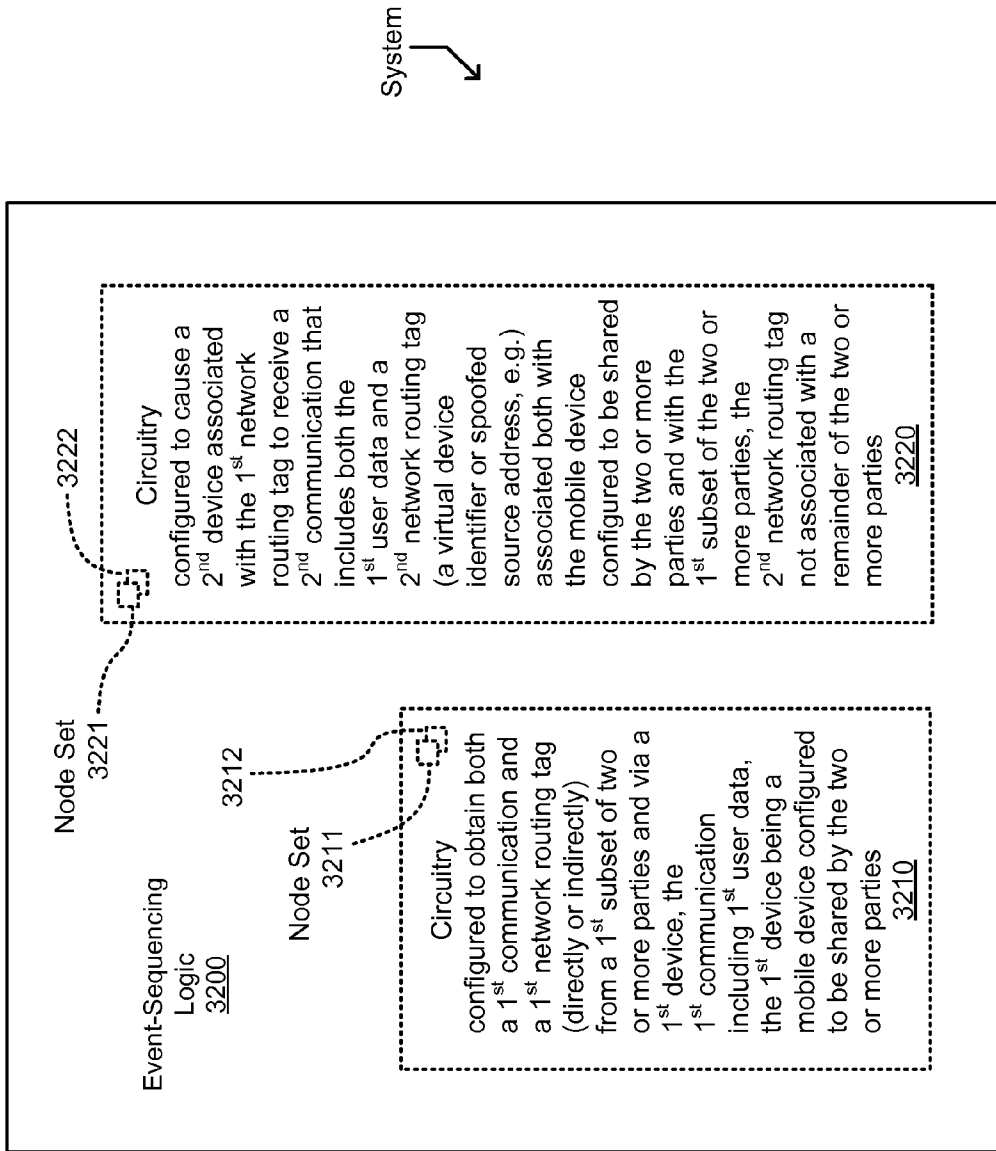 Event-Sequencing
Logic
3200
Node Set
3221
3222
Circuitry
configured to cause a
2nd device associated
with the 1st network
routing tag to receive a
2nd communication that
includes both the
1st user data and a
2nd network routing tag
(a virtual device
identifier or spoofed
source address, e.g.)
associated both with
the mobile device
configured to be shared
by the two or more
parties and with the
1st subset of the two or
more parties, the
2nd network routing tag
not associated with a
remainder of the two or
more parties
3220
3212
Node Set
3211
Circuitry
configured to obtain both
a 1st communication and
a 1st network routing tag
(directly or indirectly)
from a 1st subset of two
or more parties and via a
1st device, the
1st communication
including 1st user data,
the 1st device being a
mobile device configured
to be shared by the two
or more parties
3210
System